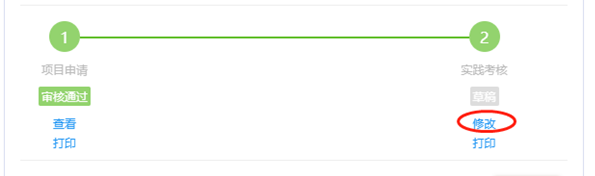 1 2
项目申请 实践考核
审核通过 草稿
查看 修改
打印 打印